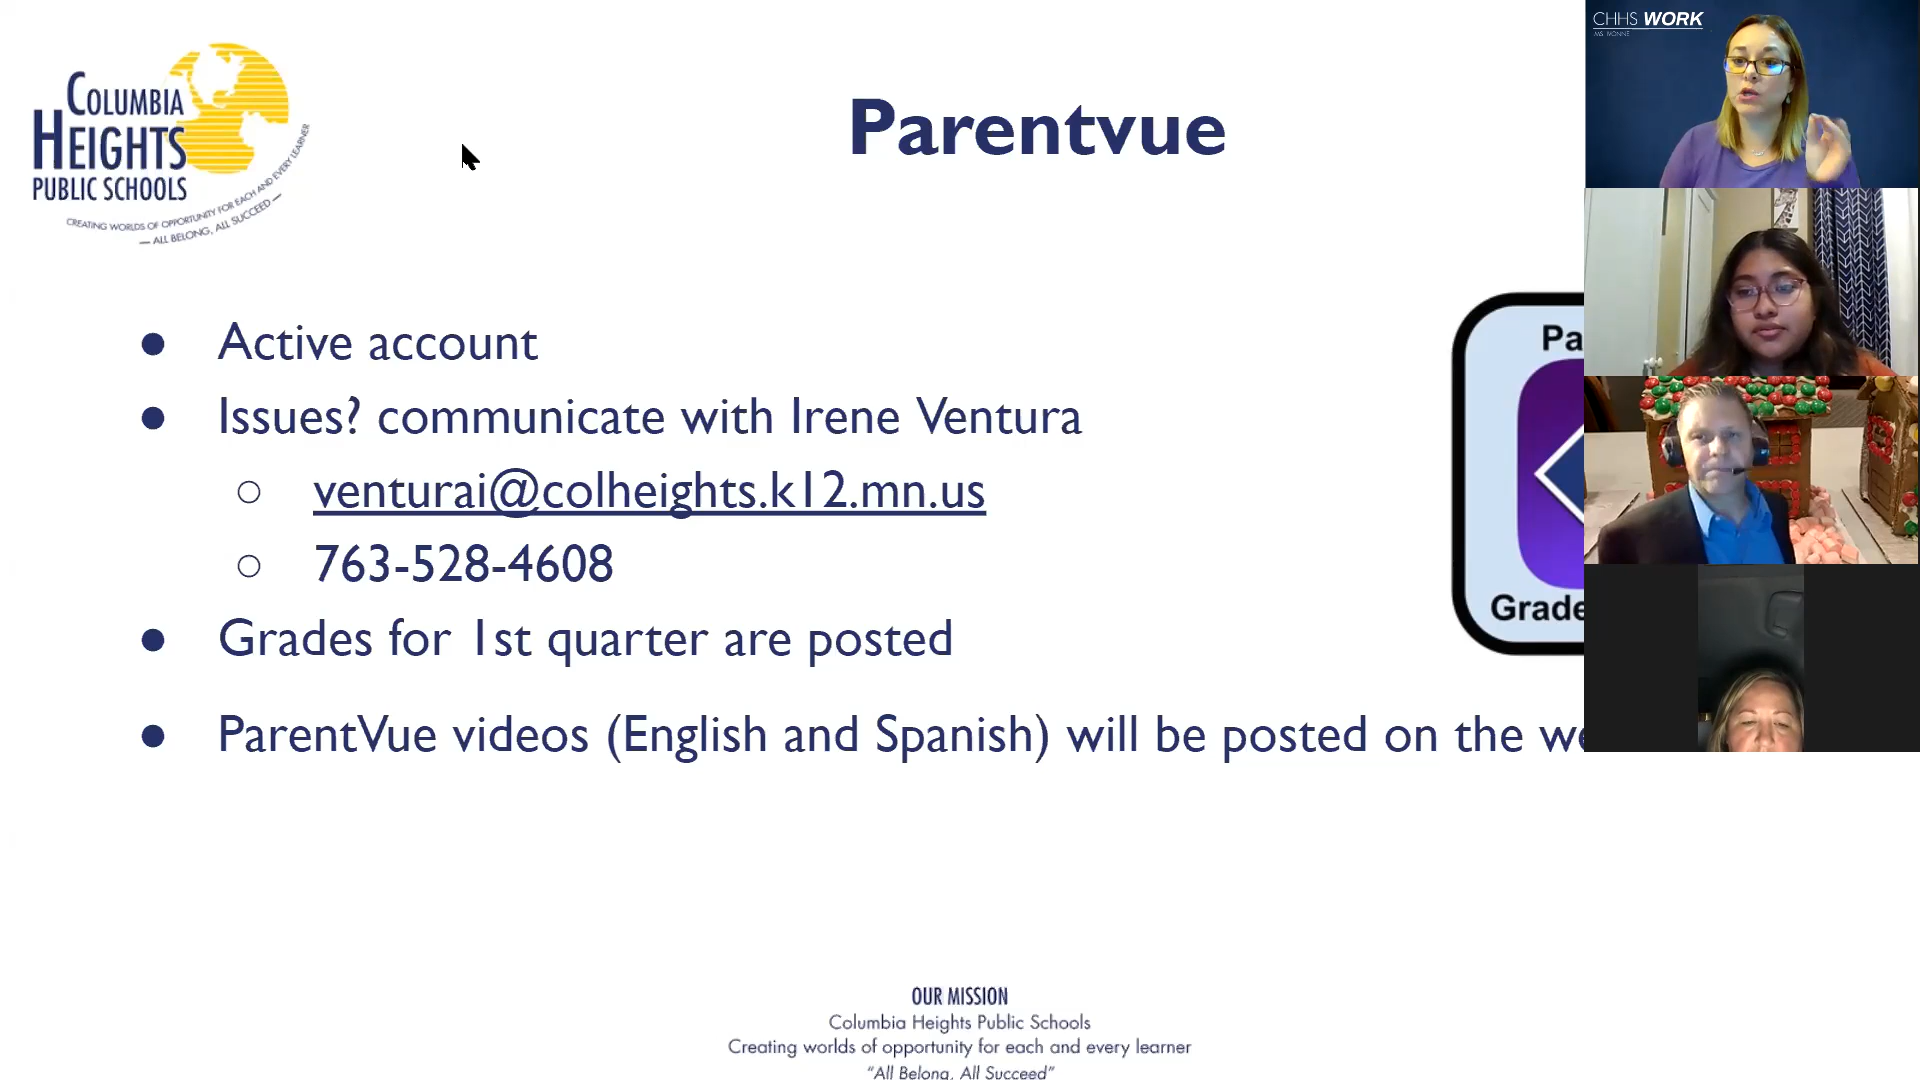 COLUMBIA
HEIGHTS
PUBLIC SCHOOLS
CREATING WORLDS OF OPPORTUNITY FOR EACH AND EVERY LEARNER
— ALL BELONG, ALL SUCCEED —
Parentvue
CHHS WORK
MS. MONNE
● Active account
● Issues? communicate with Irene Ventura
○ venturai@colheights.k12.mn.us
○ 763-528-4608
● Grades for 1st quarter are posted
● ParentVue videos (English and Spanish) will be posted on the we
Pa
Grade
OUR MISSION
Columbia Heights Public Schools
Creating worlds of opportunity for each and every learner
“All Belong, All Succeed”